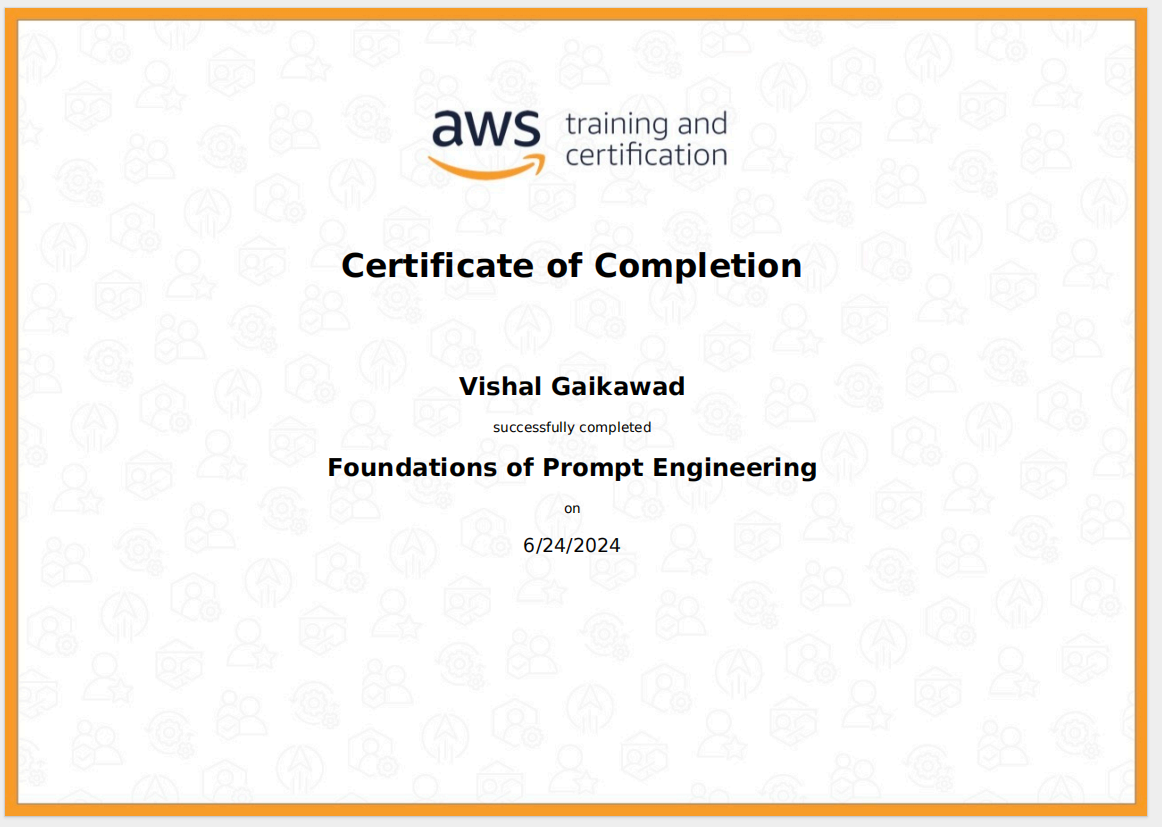 aws training and
certification
Certificate of Completion
Vishal Gaikawad
successfully completed
Foundations of Prompt Engineering
on
6/24/2024